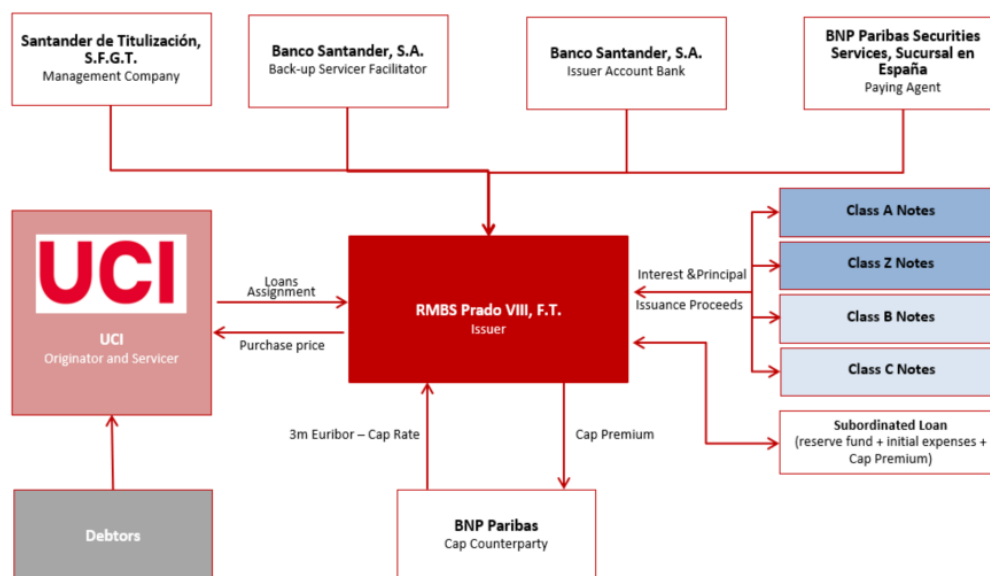 Santander de Titulización,
S.F.G.T.
Management Company
Banco Santander, S.A.
Back-up Servicer Facilitator
Banco Santander, S.A.
Issuer Account Bank
BNP Paribas Securities
Services, Sucursal en
España
Paying Agent
UCI
UCI
Originator and Servicer
Loans
Assignment
Purchase price
RMBS Prado VIII, F.T.
Issuer
Interest &Principal
Issuance Proceeds
Class A Notes
Class Z Notes
Class B Notes
Class C Notes
Subordinated Loan
(reserve fund + initial expenses +
Cap Premium)
3m Euribor – Cap Rate
Cap Premium
Debtors
BNP Paribas
Cap Counterparty